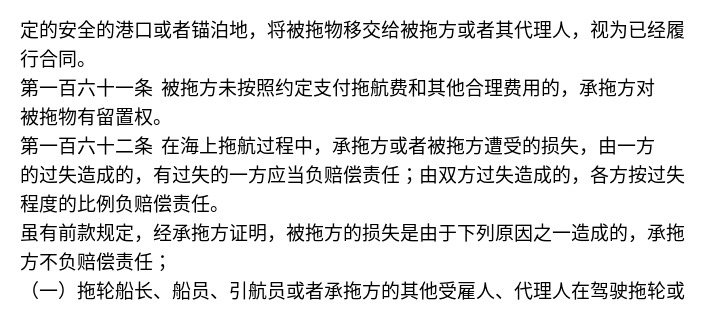 定的安全的港口或者锚泊地，将被拖物移交给被拖方或者其代理人，视为已经履
行合同。
第一百六十一条 被拖方未按照约定支付拖航费和其他合理费用的，承拖方对
被拖物有留置权。
第一百六十二条 在海上拖航过程中，承拖方或者被拖方遭受的损失，由一方
的过失造成的，有过失的一方应当负赔偿责任；由双方过失造成的，各方按过失
程度的比例负赔偿责任。
虽有前款规定，经承拖方证明，被拖方的损失是由于下列原因之一造成的，承拖
方不负赔偿责任；
（一）拖轮船长、船员、引航员或者承拖方的其他受雇人、代理人在驾驶拖轮或